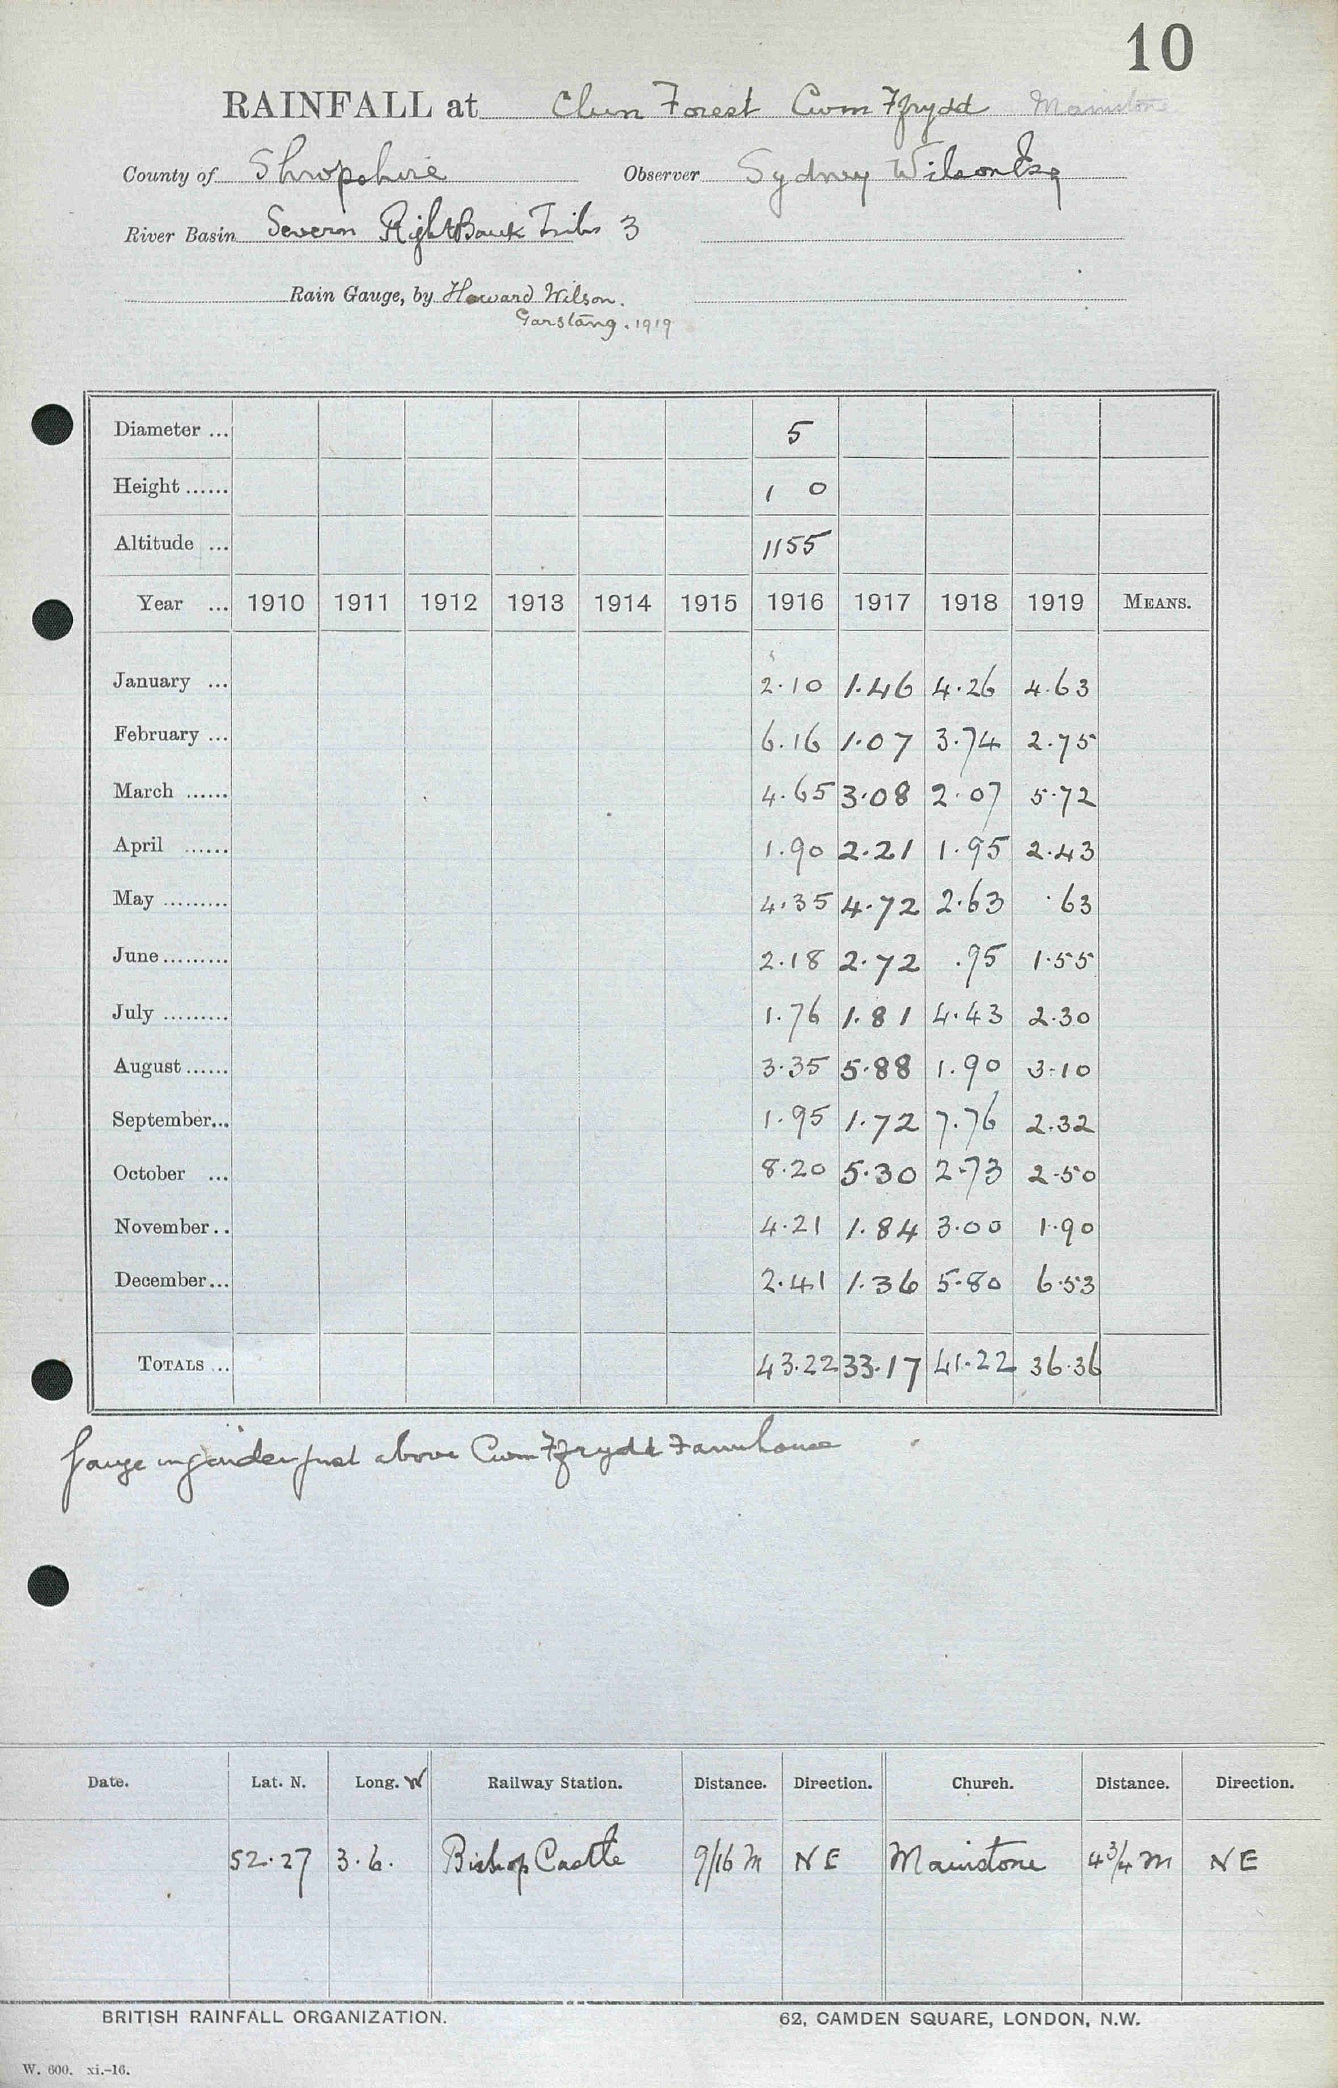 10
RAINFALL at Clun Forest Cwm Ffrydd Mainstone
County of Shropshire Observer Sydney Wilson Esq
River Basin Severn Right Bank Tribs 3
Rain Gauge, by Howard Wilson.
Garstang. 1919
Diameter ... 5
Height ...... 1 0
Altitude ... 1155
Year ... 1910 1911 1912 1913 1914 1915 1916 1917 1918 1919 MEANS.
January ... 2.10 1.46 4.26 4.63
February ... 6.16 1.07 3.74 2.75
March ...... 4.65 3.08 2.07 5.72
April ...... 1.90 2.21 1.95 2.43
May ......... 4.35 4.72 2.63 .63
June ......... 2.18 2.72 .95 1.55
July ......... 1.76 1.81 4.43 2.30
August ...... 3.35 5.88 1.90 3.10
September... 1.95 1.72 7.76 2.32
October ... 8.20 5.30 2.73 2.50
November .. 4.21 1.84 3.00 1.90
December... 2.41 1.36 5.80 6.53
TOTALS ... 43.22 33.17 41.22 36.36
Gauge in garden just above Cwm Ffrydd Farmhouse
Date. Lat. N. Long. W Railway Station. Distance. Direction. Church. Distance. Direction.
52.27 3.6. Bishop Castle 9/16 m NE Mainstone 4 3/4 m NE
BRITISH RAINFALL ORGANIZATION. 62, CAMDEN SQUARE, LONDON, N.W.
W. 600. xi.-16.